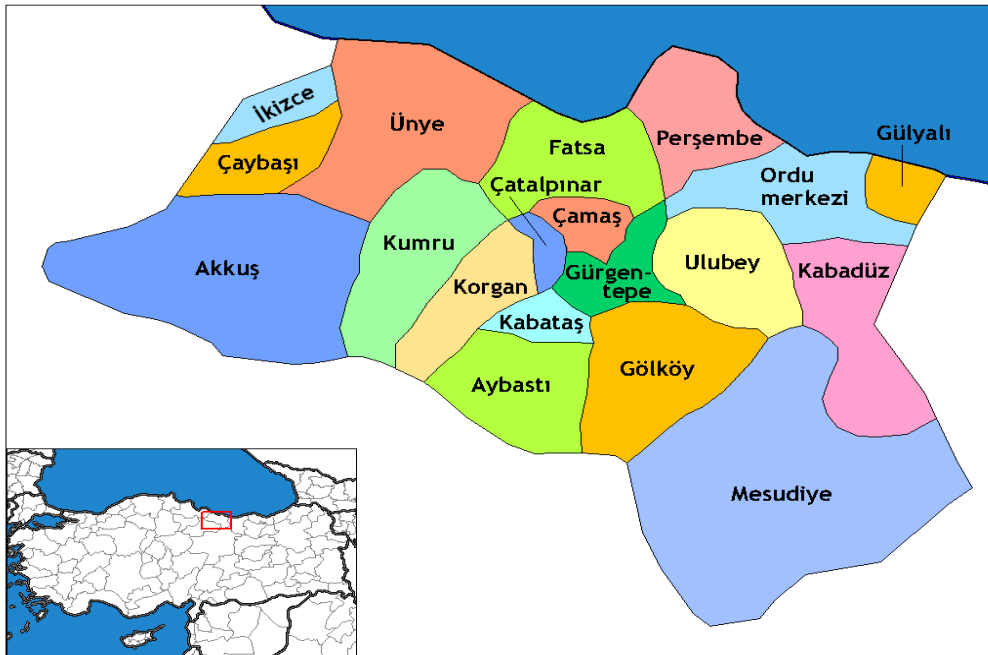 İkizce
Ünye
Gülyalı
Perşembe
Fatsa
Çaybaşı
Ordu
merkezi
Çatalpınar
Çamaş
Kumru
Ulubey
Akkuş
Kabadüz
Gürgen-
tepe
Korgan
Kabataş
Gölköy
Aybastı
Mesudiye